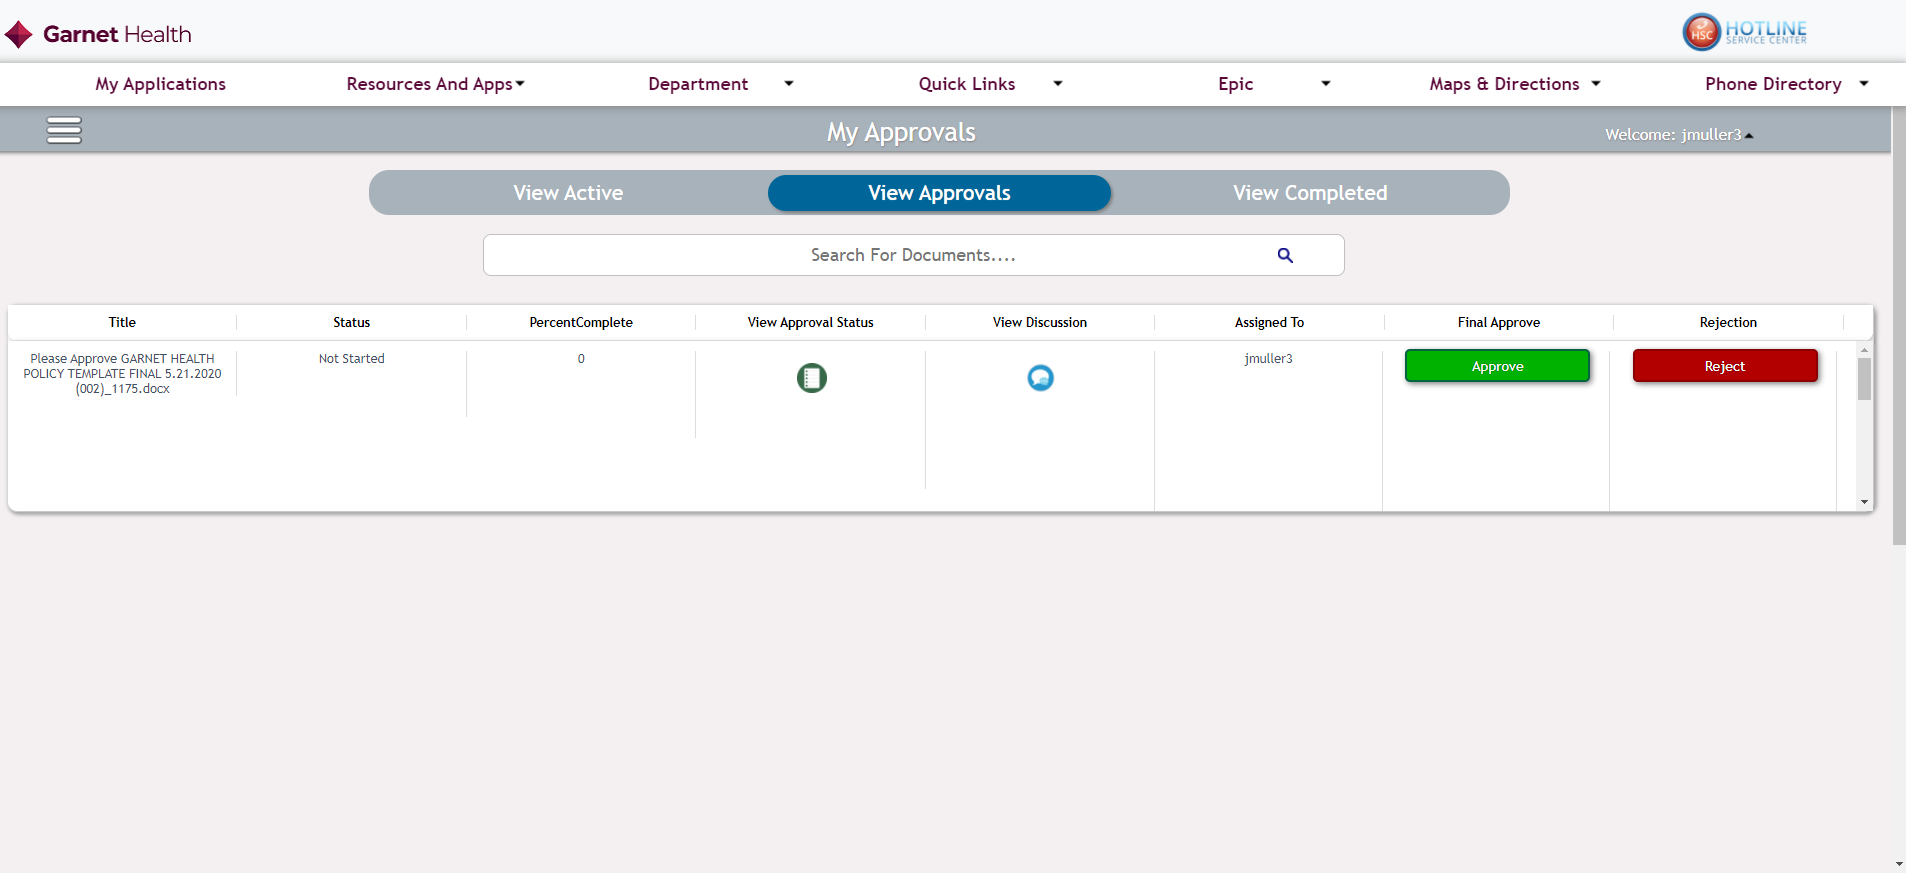 Garnet Health
HSC HOTLINE
SERVICE CENTER
My Applications Resources And Apps Department Quick Links Epic Maps & Directions Phone Directory
My Approvals Welcome: jmuller3
View Active View Approvals View Completed
Search For Documents....
Title Status PercentComplete View Approval Status View Discussion Assigned To Final Approve Rejection
Please Approve GARNET HEALTH Not Started 0 jmuller3 Approve Reject
POLICY TEMPLATE FINAL 5.21.2020
(002)_1175.docx